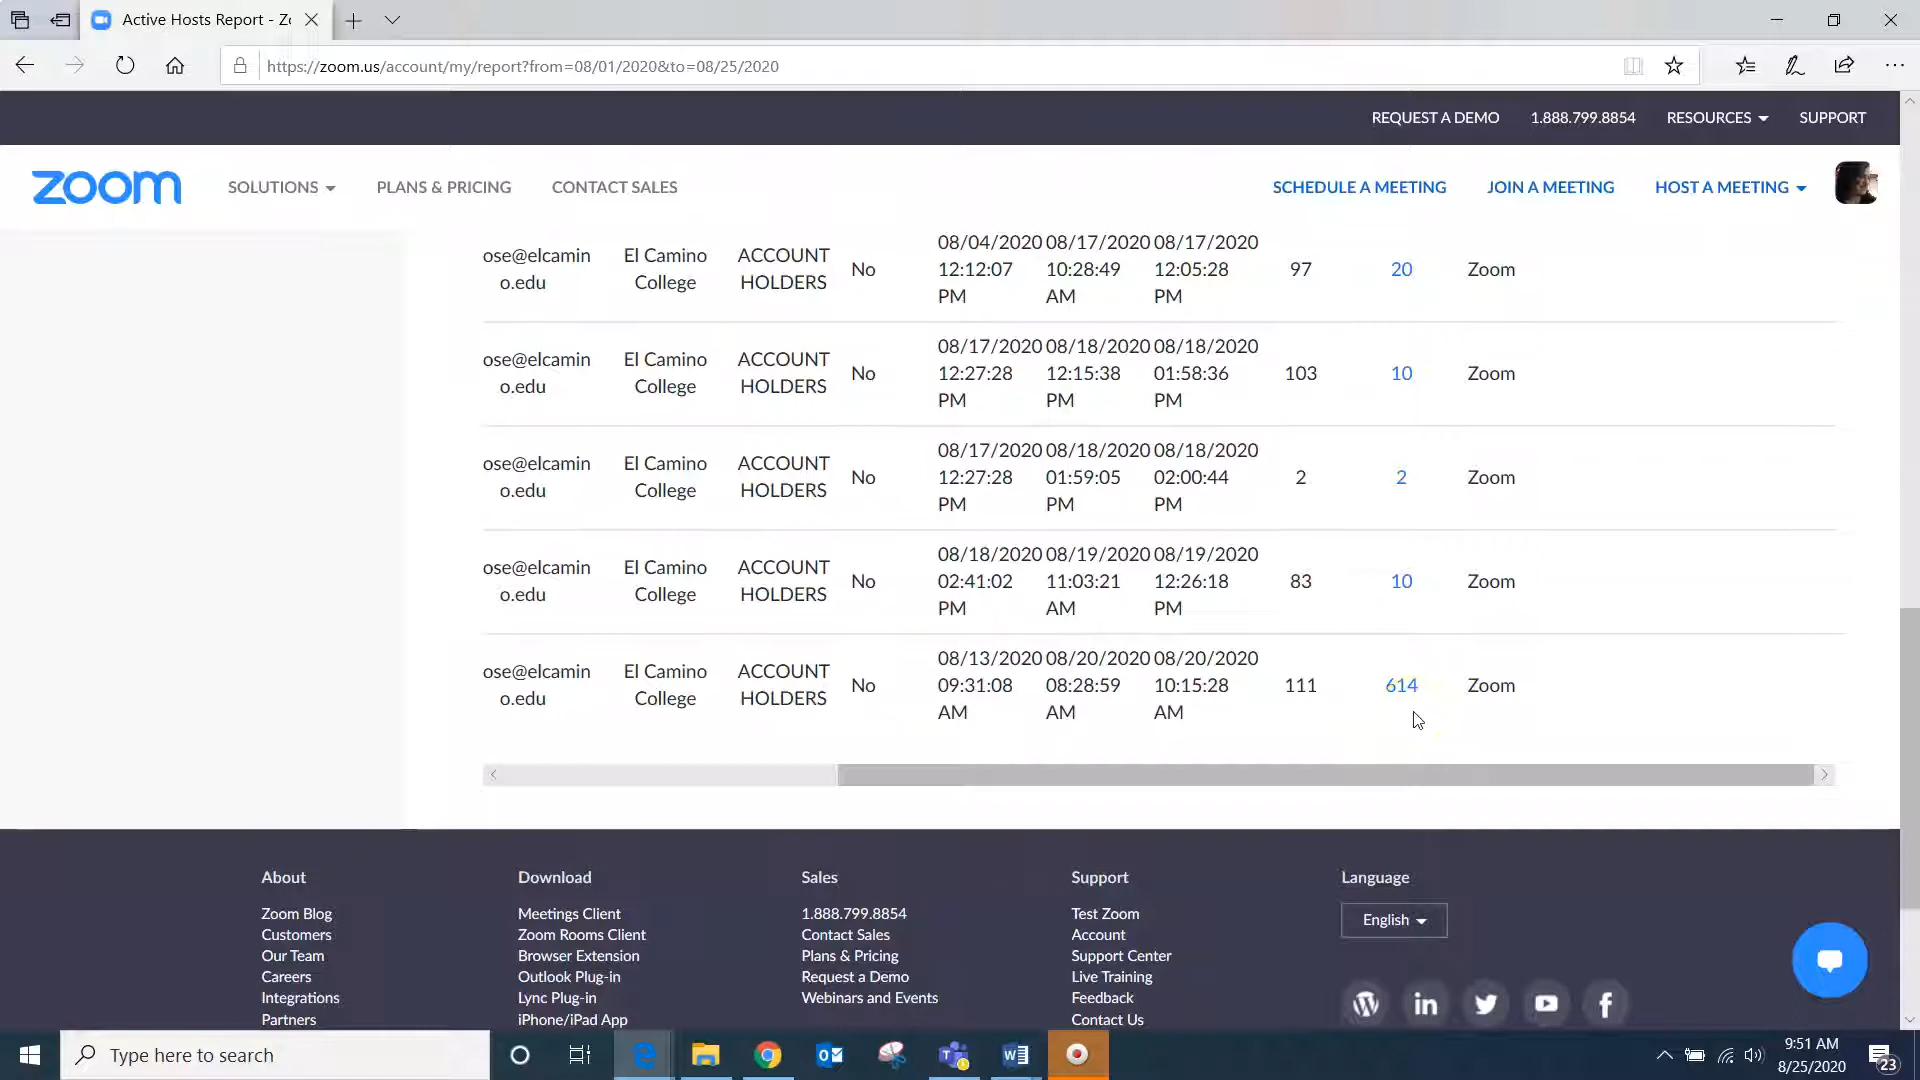 Active Hosts Report - Zo
https://zoom.us/account/my/report?from=08/01/2020&to=08/25/2020
REQUEST A DEMO 1.888.799.8854 RESOURCES SUPPORT
zoom SOLUTIONS PLANS & PRICING CONTACT SALES SCHEDULE A MEETING JOIN A MEETING HOST A MEETING
08/04/2020 08/17/2020 08/17/2020
ose@elcamin El Camino ACCOUNT
No 12:12:07 10:28:49 12:05:28 97 20 Zoom
o.edu College HOLDERS
PM AM PM
08/17/2020 08/18/2020 08/18/2020
ose@elcamin El Camino ACCOUNT
No 12:27:28 12:15:38 01:58:36 103 10 Zoom
o.edu College HOLDERS
PM PM PM
08/17/2020 08/18/2020 08/18/2020
ose@elcamin El Camino ACCOUNT
No 12:27:28 01:59:05 02:00:44 2 2 Zoom
o.edu College HOLDERS
PM PM PM
08/18/2020 08/19/2020 08/19/2020
ose@elcamin El Camino ACCOUNT
No 02:41:02 11:03:21 12:26:18 83 10 Zoom
o.edu College HOLDERS
PM AM PM
08/13/2020 08/20/2020 08/20/2020
ose@elcamin El Camino ACCOUNT
No 09:31:08 08:28:59 10:15:28 111 614 Zoom
o.edu College HOLDERS
AM AM AM
About
Zoom Blog
Customers
Our Team
Careers
Integrations
Partners
Download
Meetings Client
Zoom Rooms Client
Browser Extension
Outlook Plug-in
Lync Plug-in
iPhone/iPad App
Sales
1.888.799.8854
Contact Sales
Plans & Pricing
Request a Demo
Webinars and Events
Support
Test Zoom
Account
Support Center
Live Training
Feedback
Contact Us
Language
English
Type here to search
9:51 AM
8/25/2020
23